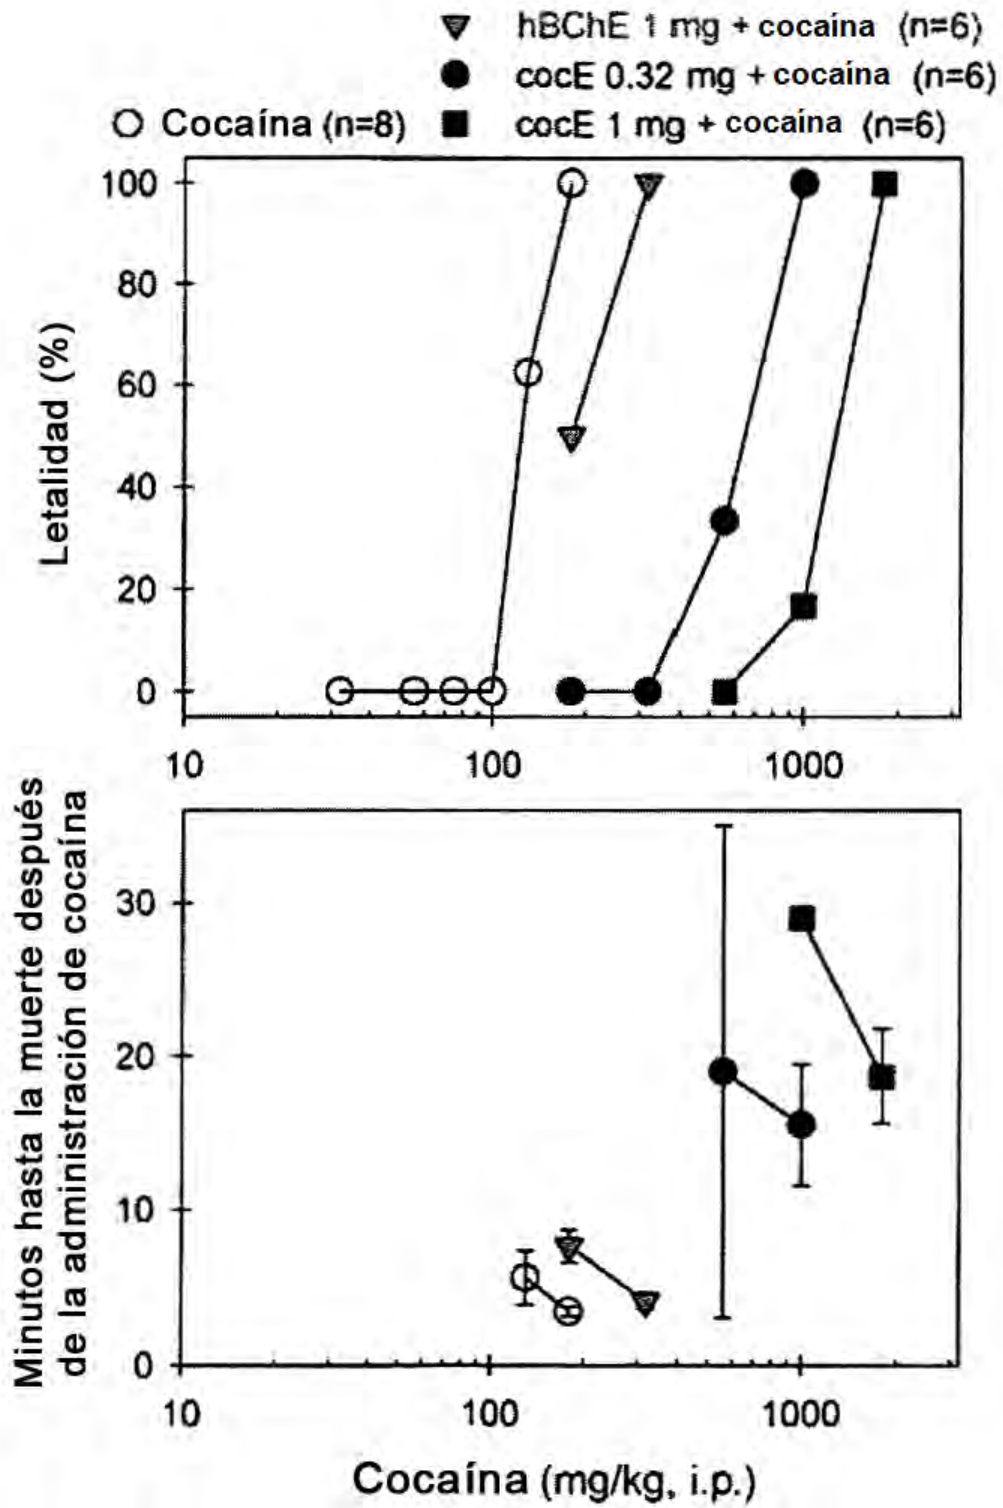 hBChE 1 mg + cocaína (n=6)
cocE 0.32 mg + cocaína (n=6)
Cocaína (n=8)
cocE 1 mg + cocaína (n=6)
Letalidad (%)
100
80
60
40
20
0
10
100
1000
Minutos hasta la muerte después
de la administración de cocaína
30
20
10
0
10
100
1000
Cocaína (mg/kg, i.p.)